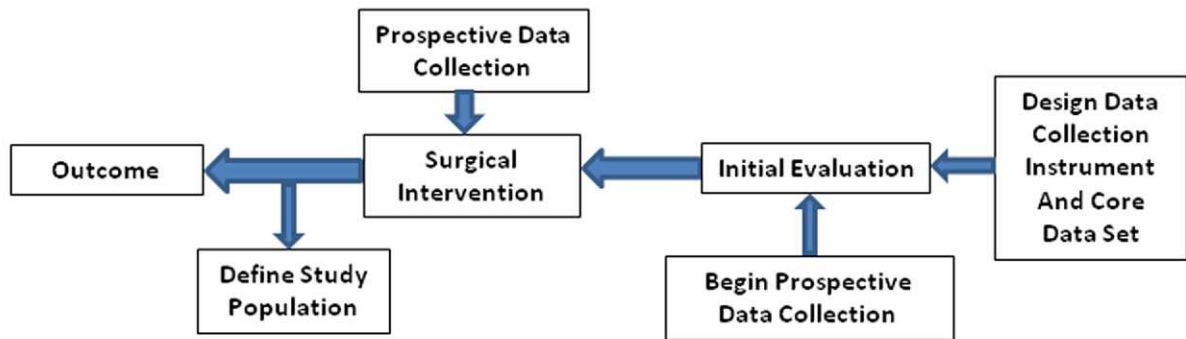 Prospective Data
Collection
Design Data
Collection
Instrument
And Core
Data Set
Outcome
Surgical
Intervention
Initial Evaluation
Define Study
Population
Begin Prospective
Data Collection